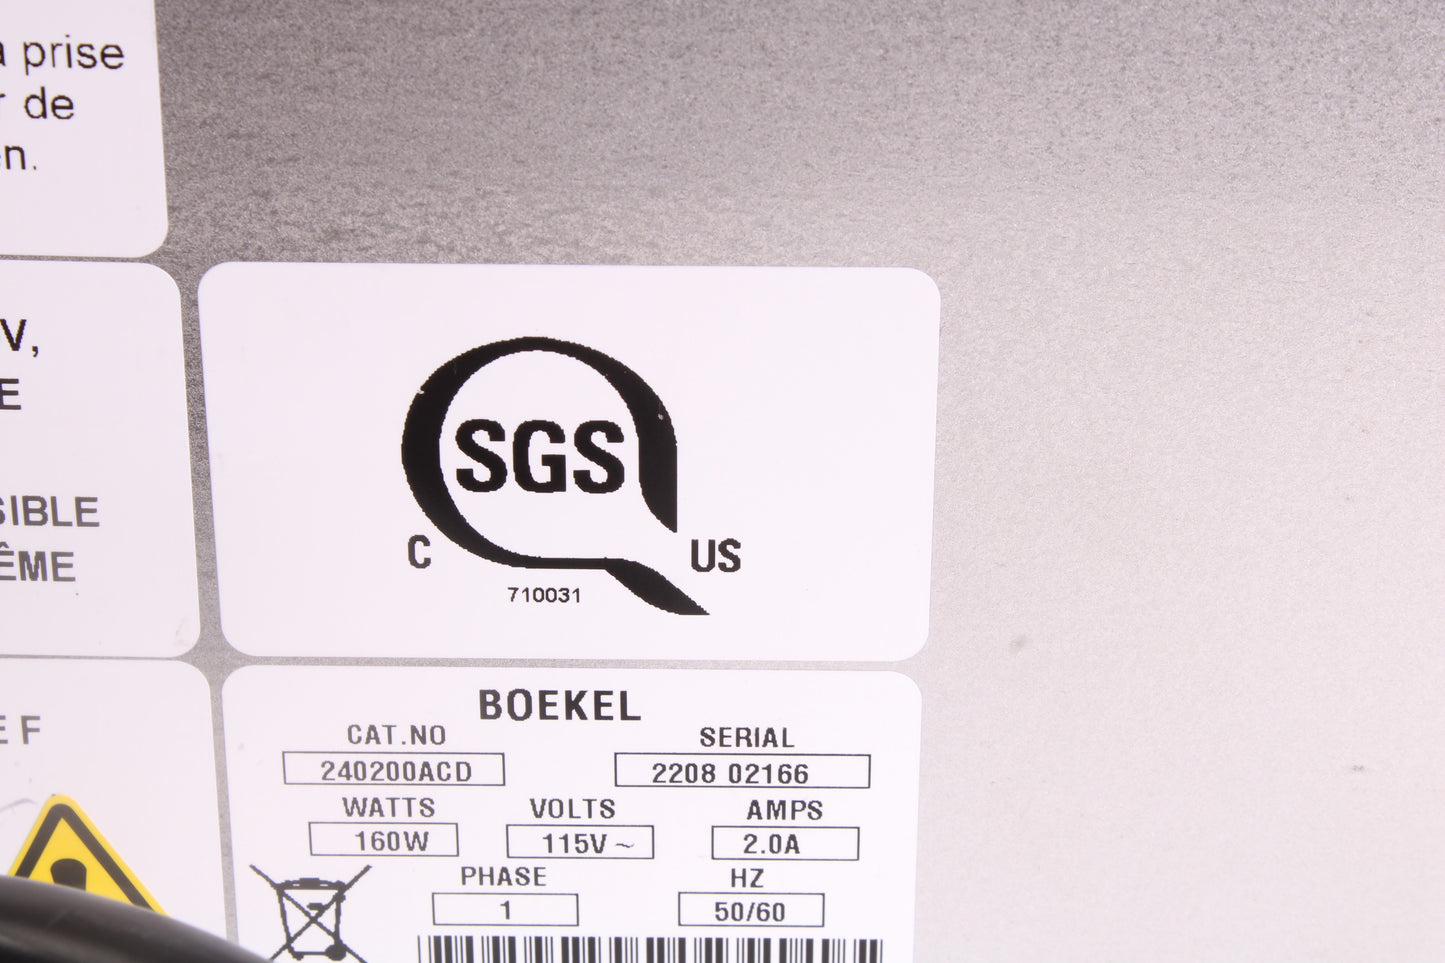 prise
de
V,
E
ÊME
F
SGS
C US
710031
BOEKEL
CAT.NO SERIAL
240200ACD 2208 02166
WATTS VOLTS AMPS
160W 115V ~ 2.0A
PHASE HZ
1 50/60